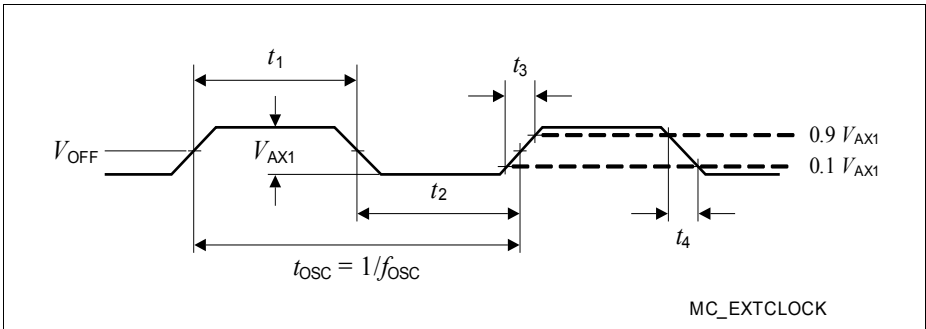 t1
t3
VOFF
VAX1
0.9 VAX1
0.1 VAX1
t2
t4
tOSC = 1/fOSC
MC_EXTCLOCK